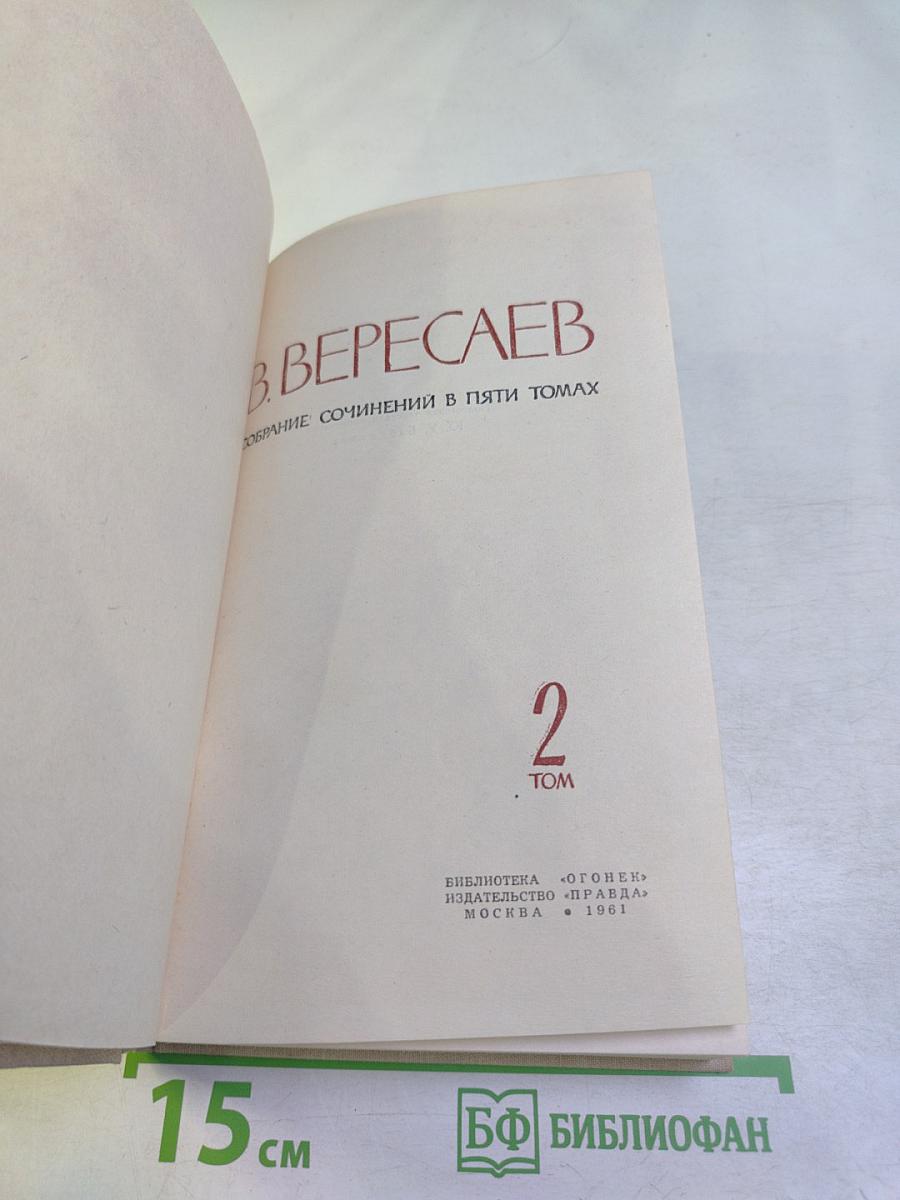 В. ВЕРЕСАЕВ
СОБРАНИЕ СОЧИНЕНИЙ В ПЯТИ ТОМАХ
2
ТОМ
БИБЛИОТЕКА «ОГОНЕК»
ИЗДАТЕЛЬСТВО «ПРАВДА»
МОСКВА • 1961
15 см
БФ БИБЛИОФАН